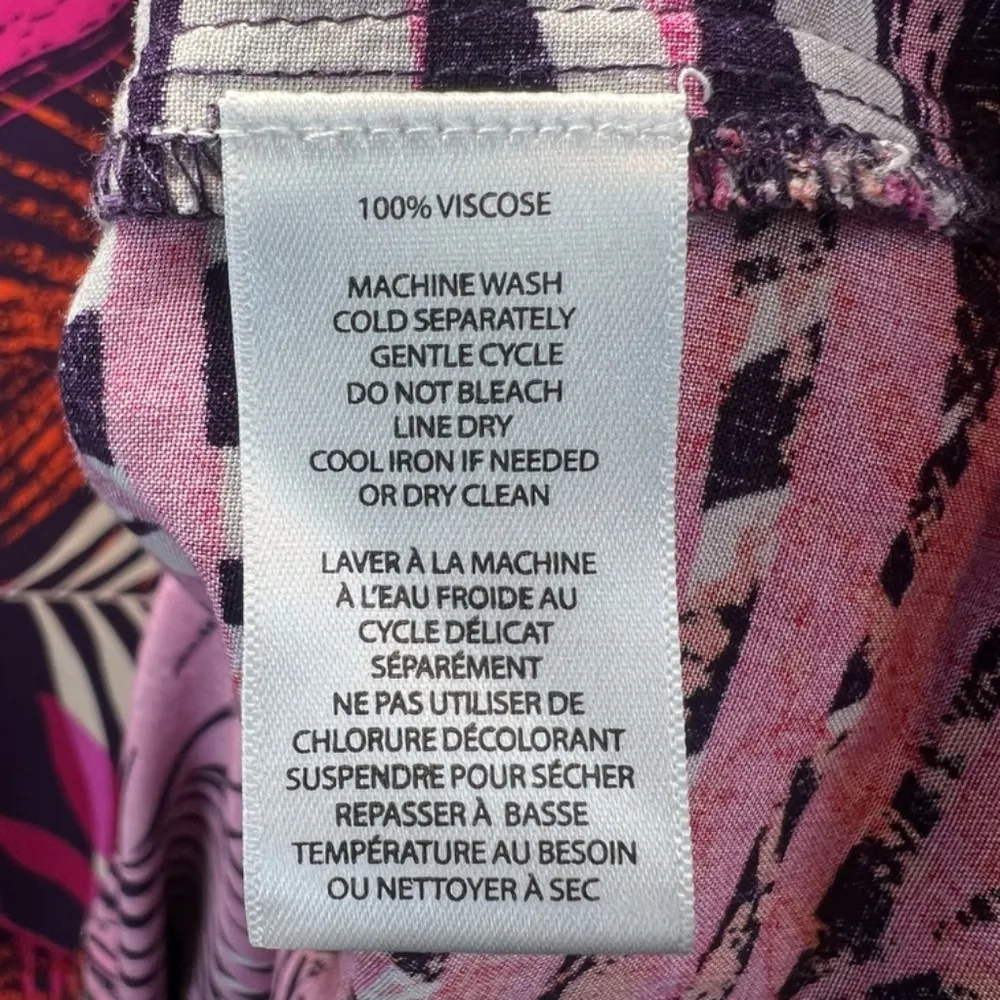 100% VISCOSE
MACHINE WASH
COLD SEPARATELY
GENTLE CYCLE
DO NOT BLEACH
LINE DRY
COOL IRON IF NEEDED
OR DRY CLEAN
LAVER À LA MACHINE
À L'EAU FROIDE AU
CYCLE DÉLICAT
SÉPARÉMENT
NE PAS UTILISER DE
CHLORURE DÉCOLORANT
SUSPENDRE POUR SÉCHER
REPASSER À BASSE
TEMPÉRATURE AU BESOIN
OU NETTOYER À SEC